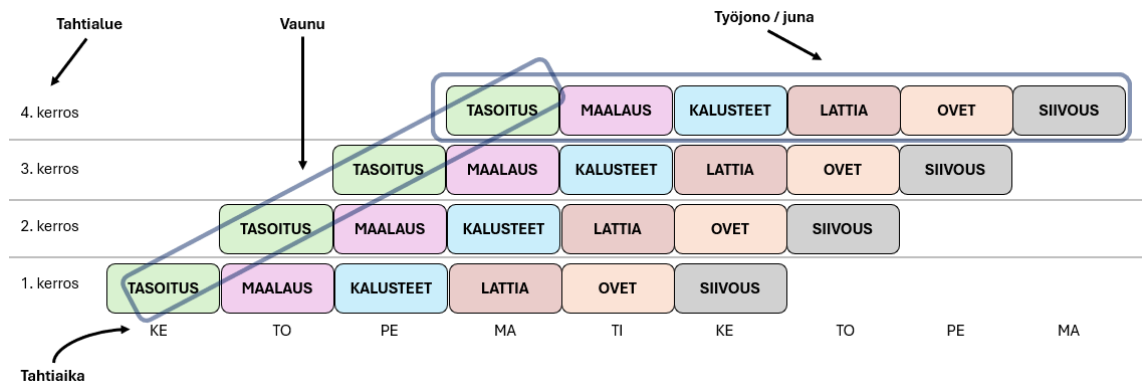 Tahtialue
Vaunu
Työjono / juna
4. kerros
TASOITUS MAALAUS KALUSTEET LATTIA OVET SIIVOUS
3. kerros
TASOITUS MAALAUS KALUSTEET LATTIA OVET SIIVOUS
2. kerros
TASOITUS MAALAUS KALUSTEET LATTIA OVET SIIVOUS
1. kerros
TASOITUS MAALAUS KALUSTEET LATTIA OVET SIIVOUS
KE TO PE MA TI KE TO PE MA
Tahtiaika